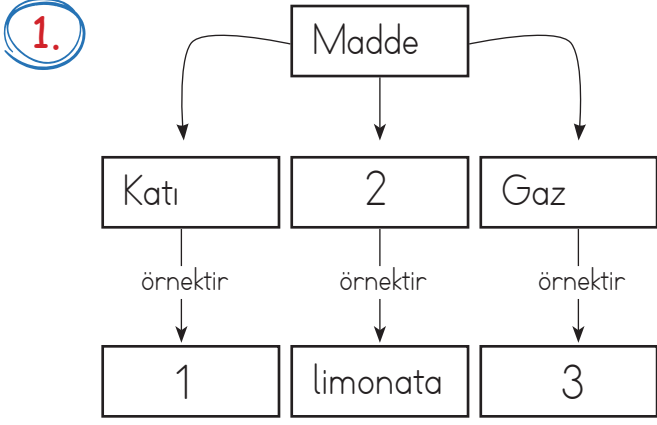 1.
Madde
Katı 2 Gaz
örnektir örnektir örnektir
1 limonata 3